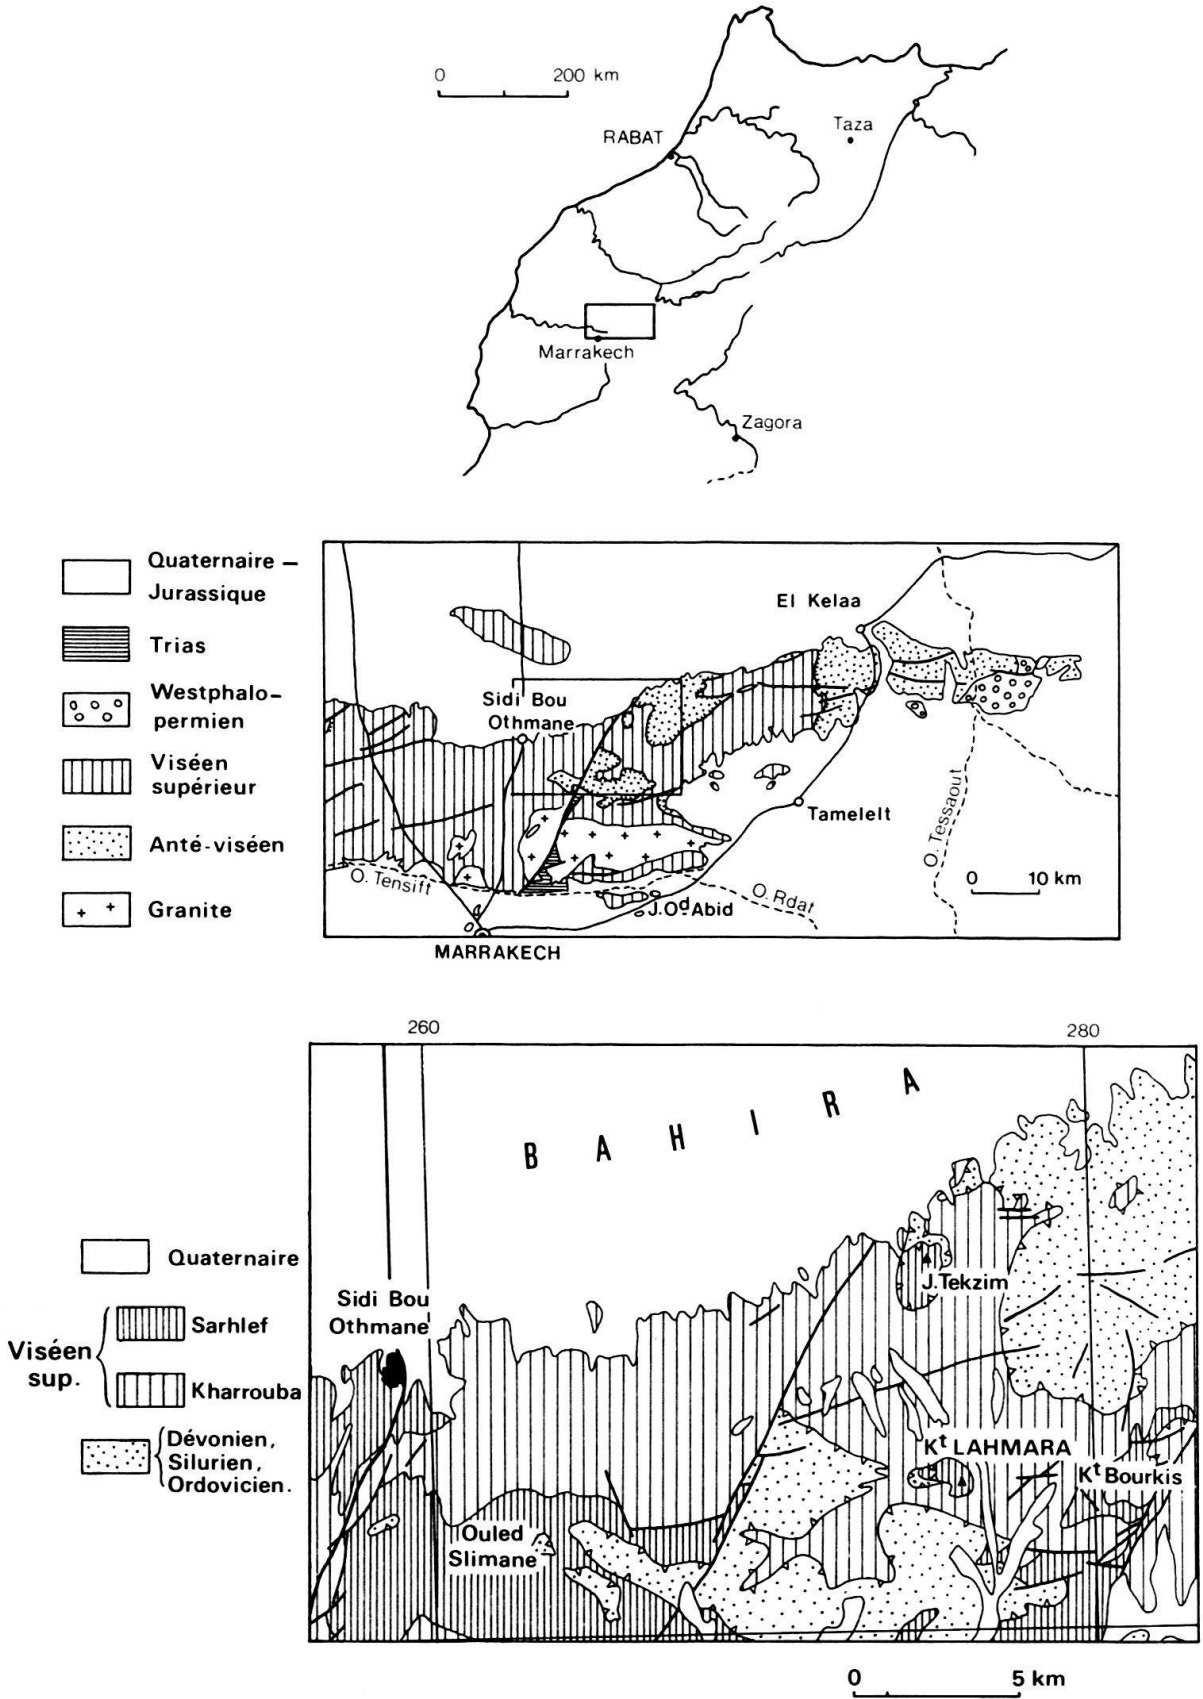 0 200 km
RABAT
Taza
Marrakech
Zagora
Quaternaire –
Jurassique
Trias
Westphalo-
permien
Viséen
supérieur
Anté-viséen
Granite
El Kelaa
Sidi Bou
Othmane
Tamelelt
O. Tessaout
O. Tensift
O. Rdat
J.Od Abid
0 10 km
MARRAKECH
260
280
BAHIRA
Quaternaire
Viséen
sup.
Sarhlef
Kharrouba
Dévonien,
Silurien,
Ordovicien.
Sidi Bou
Othmane
J.Tekzim
Kt LAHMARA
Kt Bourkis
Ouled
Slimane
0 5 km